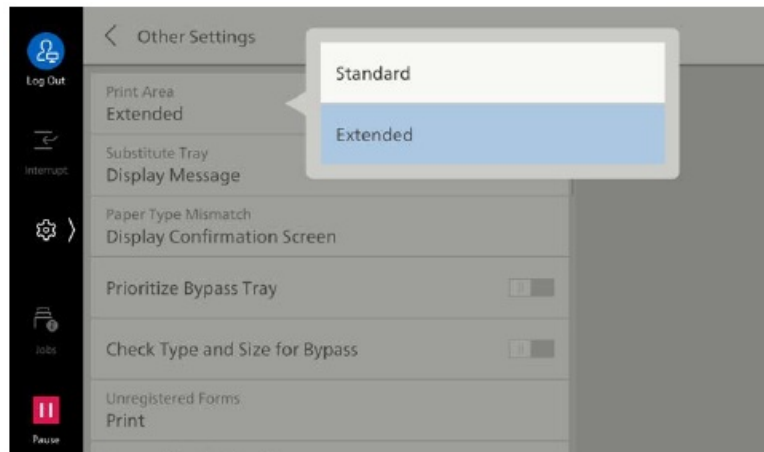 Other Settings
Log Out
Standard
Print Area
Extended
Extended
Interrupt
Substitute Tray
Display Message
Paper Type Mismatch
Display Confirmation Screen
Prioritize Bypass Tray
Jobs
Check Type and Size for Bypass
Unregistered Forms
Print
Pause